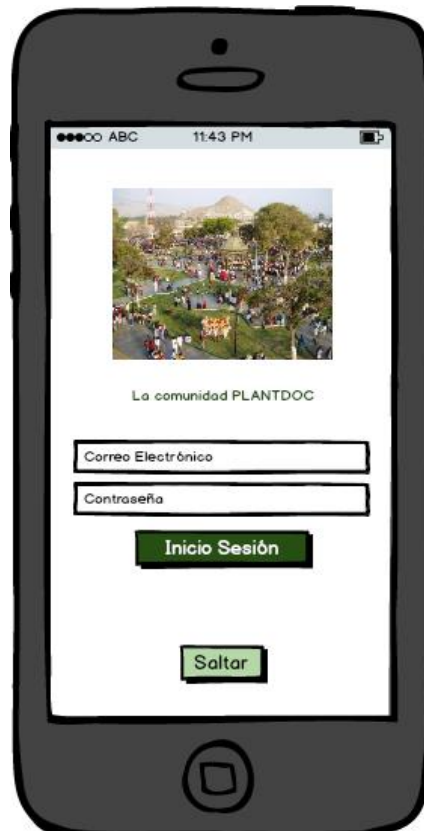 ABC 11:43 PM
La comunidad PLANTDOC
Correo Electrónico
Contraseña
Inicio Sesión
Saltar